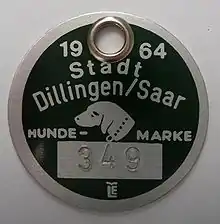 19 64
Stadt
Dillingen/Saar
HUNDE- MARKE
349